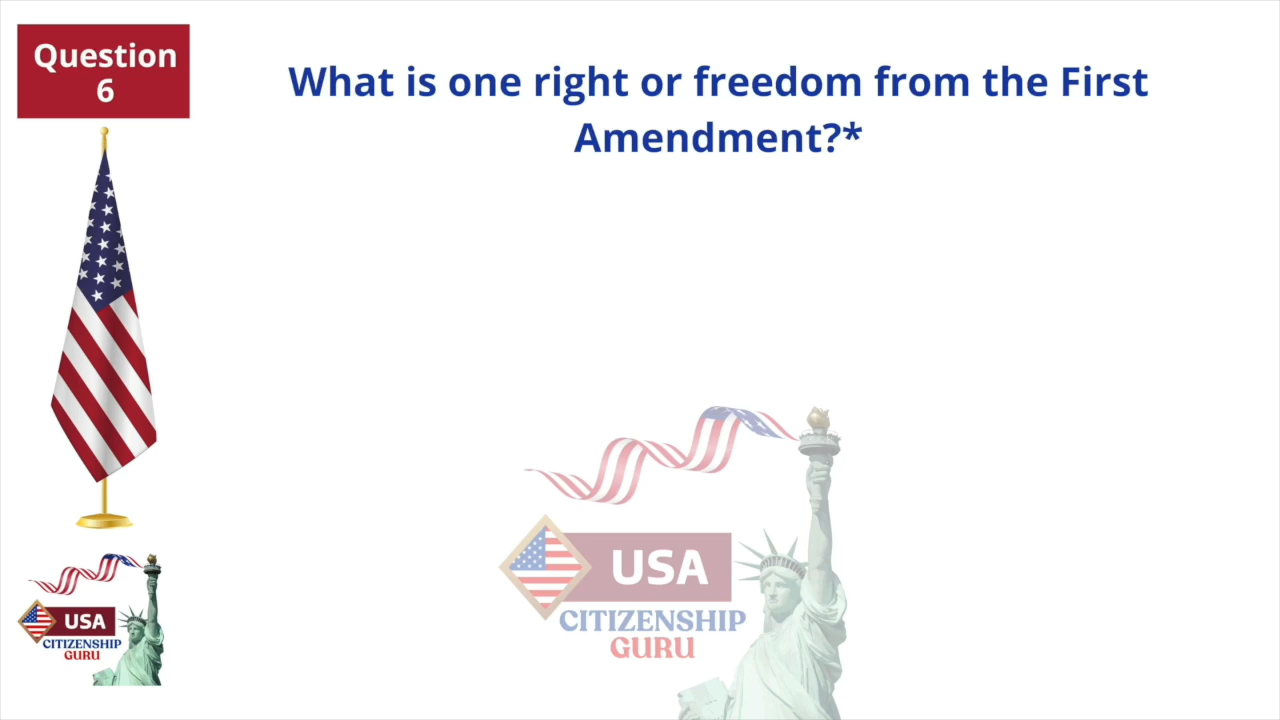 Question
6
What is one right or freedom from the First
Amendment?*
USA
CITIZENSHIP
GURU
USA
CITIZENSHIP
GURU